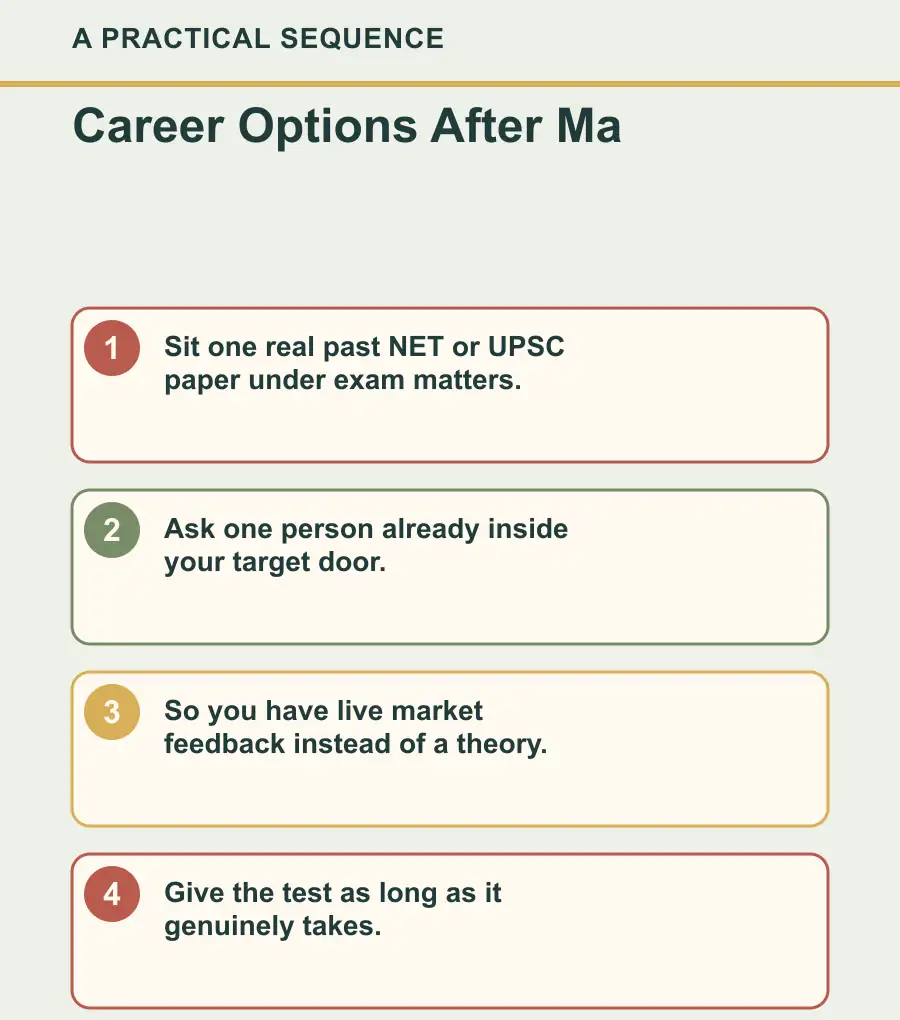 A PRACTICAL SEQUENCE
Career Options After Ma
1
Sit one real past NET or UPSC
paper under exam matters.
2
Ask one person already inside
your target door.
3
So you have live market
feedback instead of a theory.
4
Give the test as long as it
genuinely takes.